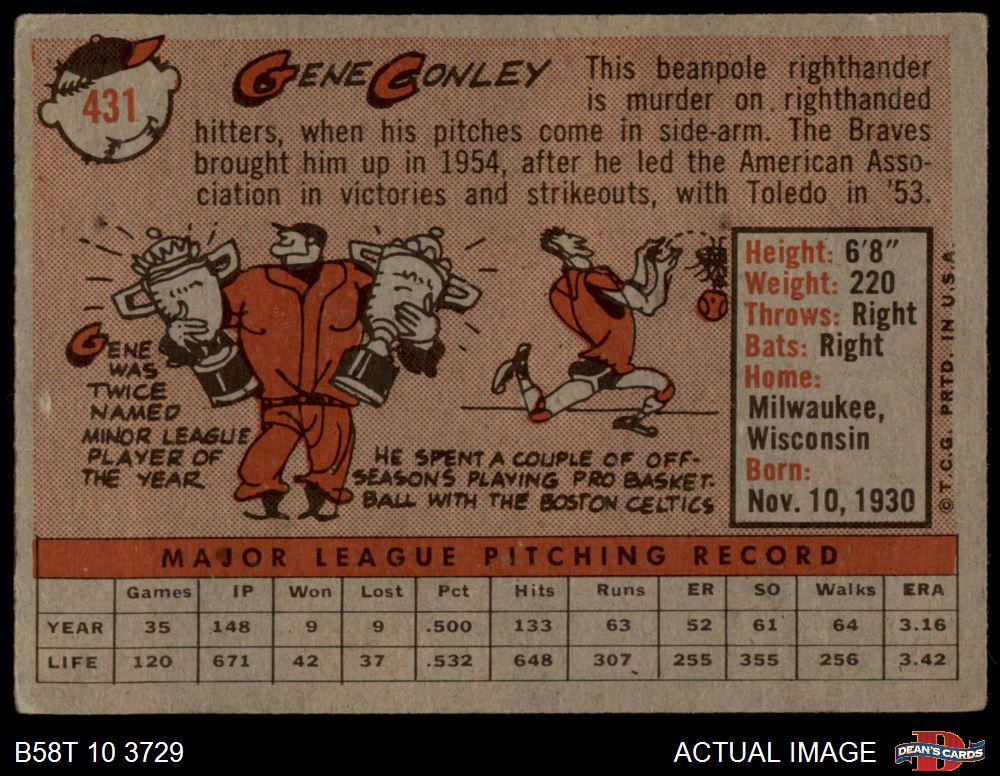 431
GENE CONLEY
This beanpole righthander
is murder on righthanded
hitters, when his pitches come in side-arm. The Braves
brought him up in 1954, after he led the American Asso-
ciation in victories and strikeouts, with Toledo in '53.
GENE
WAS
TWICE
NAMED
MINOR LEAGUE
PLAYER OF
THE YEAR
HE SPENT A COUPLE OF OFF-
SEASONS PLAYING PRO BASKET-
BALL WITH THE BOSTON CELTICS
Height: 6'8"
Weight: 220
Throws: Right
Bats: Right
Home:
Milwaukee,
Wisconsin
Born:
Nov. 10, 1930
© T.C.G. PRTD. IN U.S.A.
MAJOR LEAGUE PITCHING RECORD
Games IP Won Lost Pct Hits Runs ER SO Walks ERA
YEAR 35 148 9 9 .500 133 63 52 61 64 3.16
LIFE 120 671 42 37 .532 648 307 255 355 256 3.42
B58T 10 3729
ACTUAL IMAGE
DEAN'S CARDS